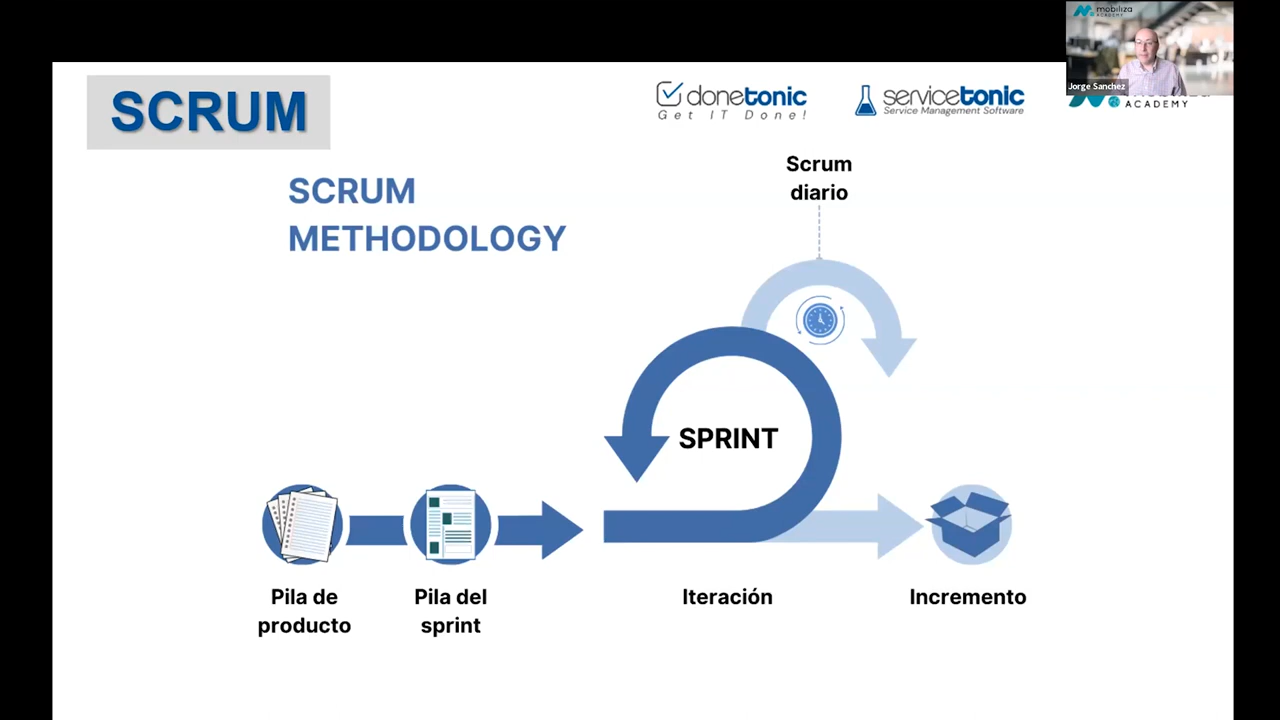 mobiliza
ACADEMY
Jorge Sanchez
SCRUM
donetonic
Get IT Done!
servicetonic
Service Management Software
ACADEMY
SCRUM
METHODOLOGY
Scrum
diario
SPRINT
Pila de
producto
Pila del
sprint
Iteración
Incremento